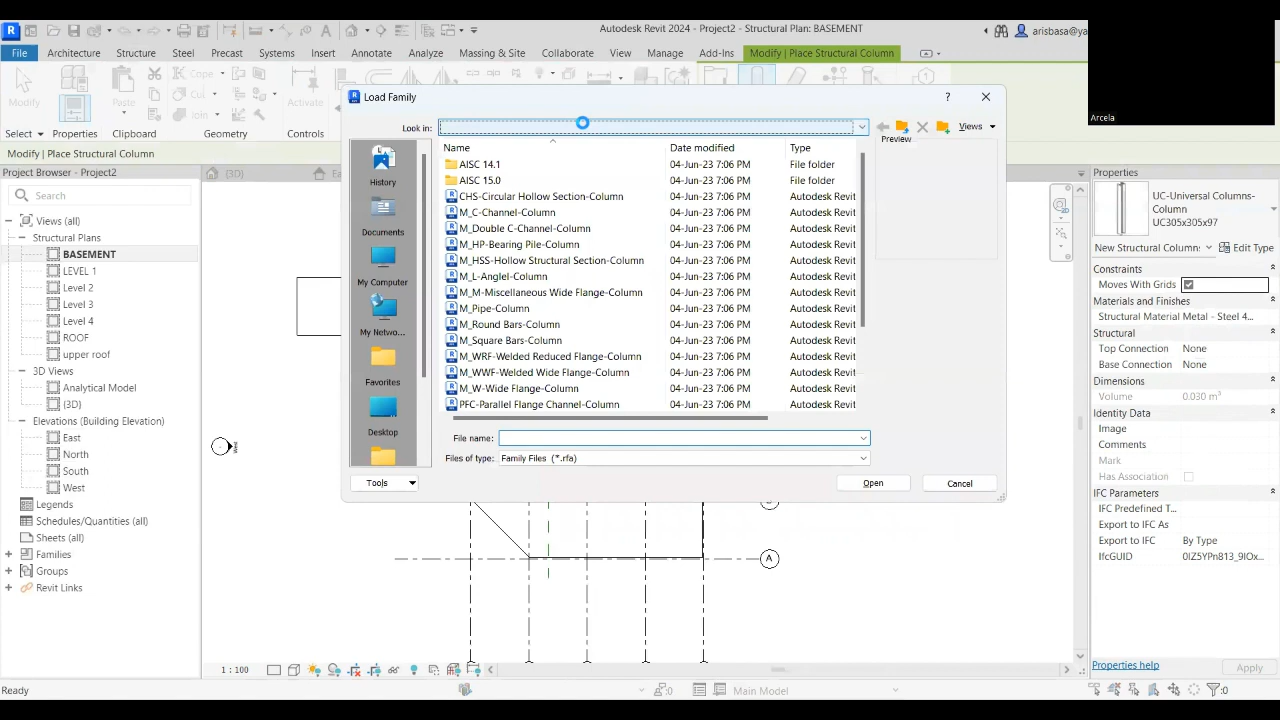 Autodesk Revit 2024 - Project2 - Structural Plan: BASEMENT
arisbasa@ya
File Architecture Structure Steel Precast Systems Insert Annotate Analyze Massing & Site Collaborate View Manage Addins Modify | Place Structural Column
Modify Paste Cope Cut Join Activate
Select Properties Clipboard Geometry Controls
Arcela
Modify | Place Structural Column
Project Browser - Project2
Search
Views (all)
Structural Plans
BASEMENT
LEVEL 1
Level 2
Level 3
Level 4
ROOF
upper roof
3D Views
Analytical Model
{3D}
Elevations (Building Elevation)
East
North
South
West
Legends
Schedules/Quantities (all)
Sheets (all)
Families
Groups
Revit Links
{3D}
Load Family
?
Look in:
Views
Preview
History
Documents
My Computer
My Netwo...
Favorites
Desktop
Name Date modified Type
AISC 14.1 04-Jun-23 7:06 PM File folder
AISC 15.0 04-Jun-23 7:06 PM File folder
CHS-Circular Hollow Section-Column 04-Jun-23 7:06 PM Autodesk Revit
M_C-Channel-Column 04-Jun-23 7:06 PM Autodesk Revit
M_Double C-Channel-Column 04-Jun-23 7:06 PM Autodesk Revit
M_HP-Bearing Pile-Column 04-Jun-23 7:06 PM Autodesk Revit
M_HSS-Hollow Structural Section-Column 04-Jun-23 7:06 PM Autodesk Revit
M_L-Anglel-Column 04-Jun-23 7:06 PM Autodesk Revit
M_M-Miscellaneous Wide Flange-Column 04-Jun-23 7:06 PM Autodesk Revit
M_Pipe-Column 04-Jun-23 7:06 PM Autodesk Revit
M_Round Bars-Column 04-Jun-23 7:06 PM Autodesk Revit
M_Square Bars-Column 04-Jun-23 7:06 PM Autodesk Revit
M_WRF-Welded Reduced Flange-Column 04-Jun-23 7:06 PM Autodesk Revit
M_WWF-Welded Wide Flange-Column 04-Jun-23 7:06 PM Autodesk Revit
M_W-Wide Flange-Column 04-Jun-23 7:06 PM Autodesk Revit
PFC-Parallel Flange Channel-Column 04-Jun-23 7:06 PM Autodesk Revit
File name:
Files of type: Family Files (*.rfa)
Tools Open Cancel
A
Properties
UC-Universal Columns-
Column
UC305x305x97
New Structural Column: Edit Type
Constraints
Moves With Grids
Materials and Finishes
Structural Material Metal - Steel 4...
Structural
Top Connection None
Base Connection None
Dimensions
Volume 0.030 m³
Identity Data
Image
Comments
Mark
Has Association
IFC Parameters
IFC Predefined T...
Export to IFC As
Export to IFC By Type
IfcGUID 0IZ5YPn813_9IOx...
Properties help Apply
1 : 100
Ready
:0
Main Model
:0